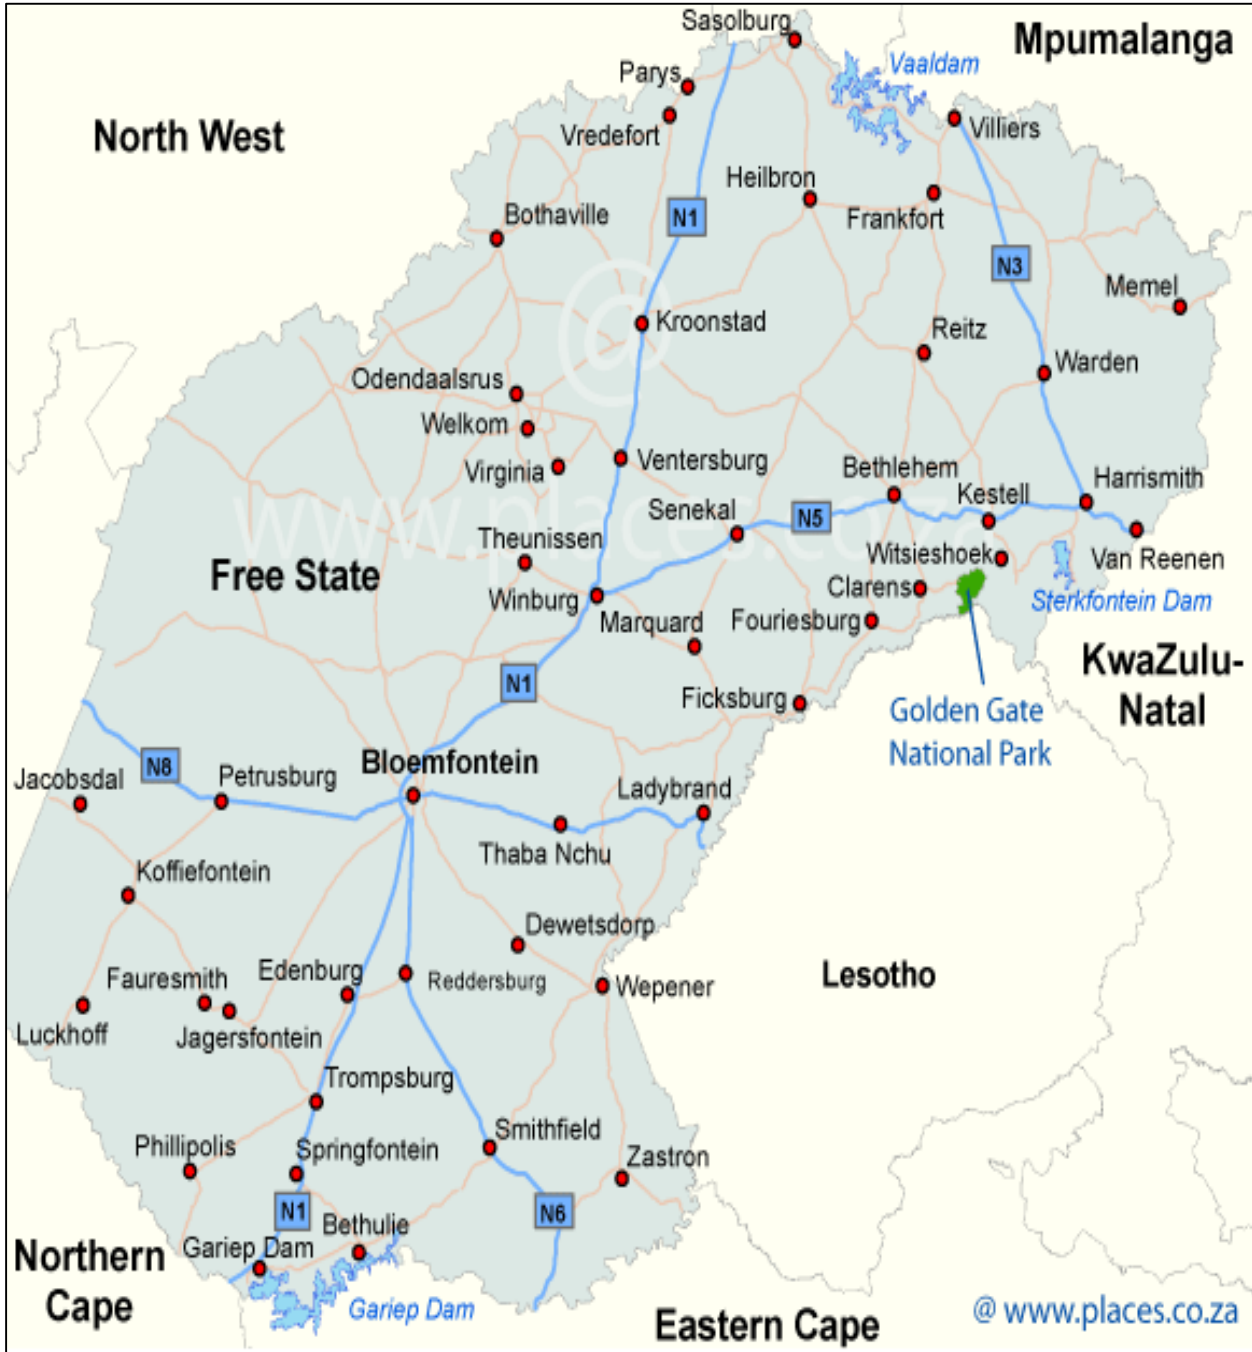 Sasolburg
Mpumalanga
Vaaldam
Parys
Villiers
North West
Vredefort
Heilbron
N1
Frankfort
Bothaville
N3
Memel
@
Kroonstad
Reitz
Warden
Odendaalsrus
Welkom
Ventersburg
Virginia
Bethlehem
Harrismith
Kestell
www.places.co.za
Senekal
N5
Theunissen
Witsieshoek
Van Reenen
Free State
Clarens
Winburg
Sterkfontein Dam
Marquard
Fouriesburg
KwaZulu-
Natal
N1
Ficksburg
Golden Gate
National Park
Bloemfontein
N8
Jacobsdal
Petrusburg
Ladybrand
Thaba Nchu
Koffiefontein
Dewetsdorp
Edenburg
Fauresmith
Reddersburg
Wepener
Lesotho
Luckhoff
Jagersfontein
Trompsburg
Smithfield
Phillipolis
Springfontein
Zastron
N1
N6
Bethulie
Gariep Dam
Northern
Cape
Gariep Dam
Eastern Cape
@ www.places.co.za